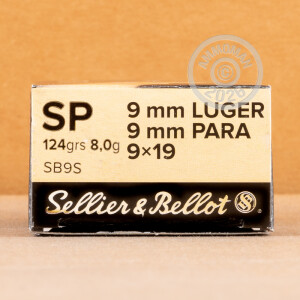 SP
124grs 8,0g
SB9S
9 mm LUGER
9 mm PARA
9×19
Sellier & Bellot